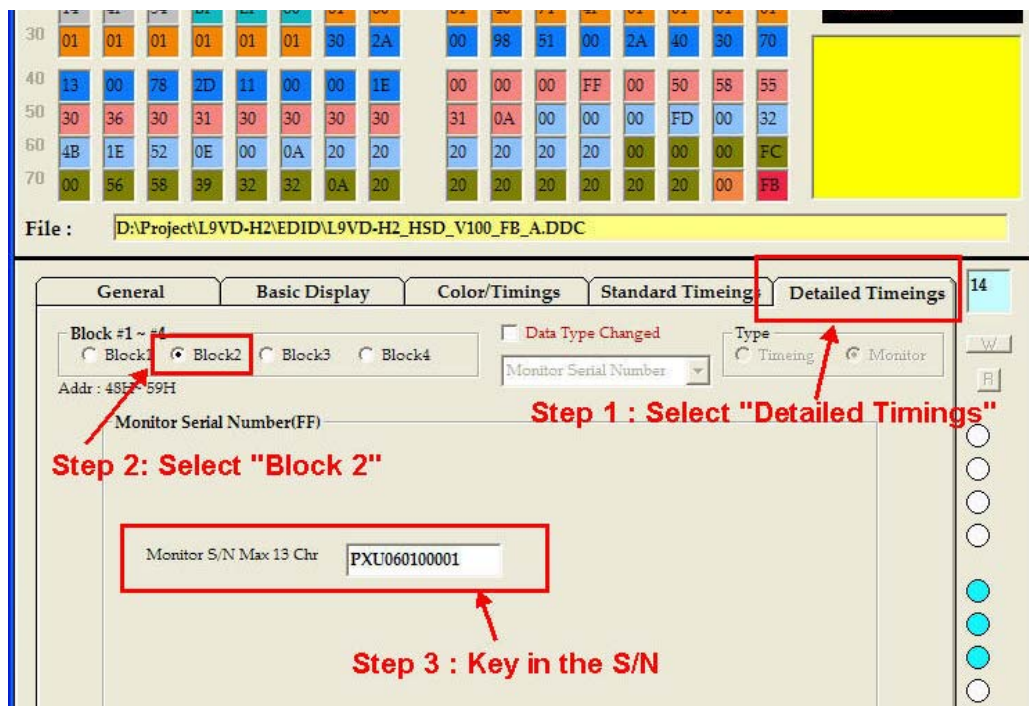 30 01 01 01 01 01 01 30 2A 00 98 51 00 2A 40 30 70
40 13 00 78 2D 11 00 00 1E 00 00 00 FF 00 50 58 55
50 30 36 30 31 30 30 30 30 31 0A 00 00 00 FD 00 32
60 4B 1E 52 0E 00 0A 20 20 20 20 20 20 00 00 00 FC
70 00 56 58 39 32 32 0A 20 20 20 20 20 20 20 00 FB
File : D:\Project\L9VD-H2\EDID\L9VD-H2_HSD_V100_FB_A.DDC
General Basic Display Color/Timings Standard Timeings Detailed Timeings 14
Block #1 ~ #4 Data Type Changed Type
Block1 Block2 Block3 Block4 Timeing Monitor W
Monitor Serial Number
Addr : 48H~ 59H R
Step 1 : Select "Detailed Timings"
Monitor Serial Number(FF)
Step 2: Select "Block 2"
Monitor S/N Max 13 Chr PXU060100001
Step 3 : Key in the S/N